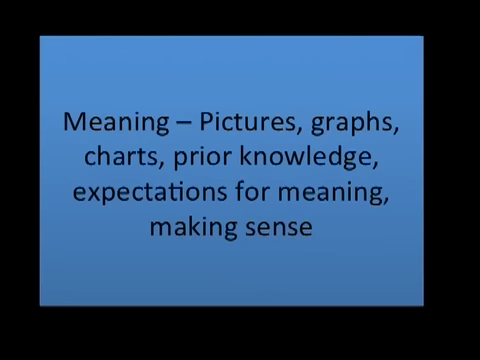 Meaning – Pictures, graphs,
charts, prior knowledge,
expectations for meaning,
making sense